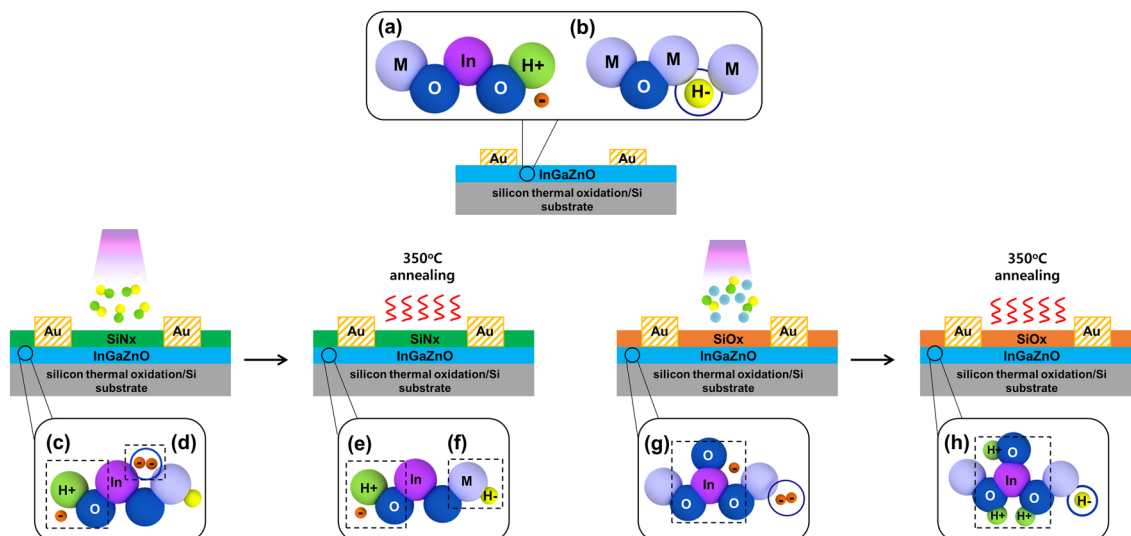 (a) (b)
M In H+ M M M
O O - O H-
Au Au
InGaZnO
silicon thermal oxidation/Si
substrate
350ºC
annealing
350ºC
annealing
Au SiNx Au
InGaZnO
silicon thermal oxidation/Si
substrate
Au SiNx Au
InGaZnO
silicon thermal oxidation/Si
substrate
Au SiOx Au
InGaZnO
silicon thermal oxidation/Si
substrate
Au SiOx Au
InGaZnO
silicon thermal oxidation/Si
substrate
(c) (d)
- -
H+ In
- O
(e) (f)
H+ In M
- O H-
(g)
O -
In
O O - -
(h)
H+ O
In
O O H-
H+ H+